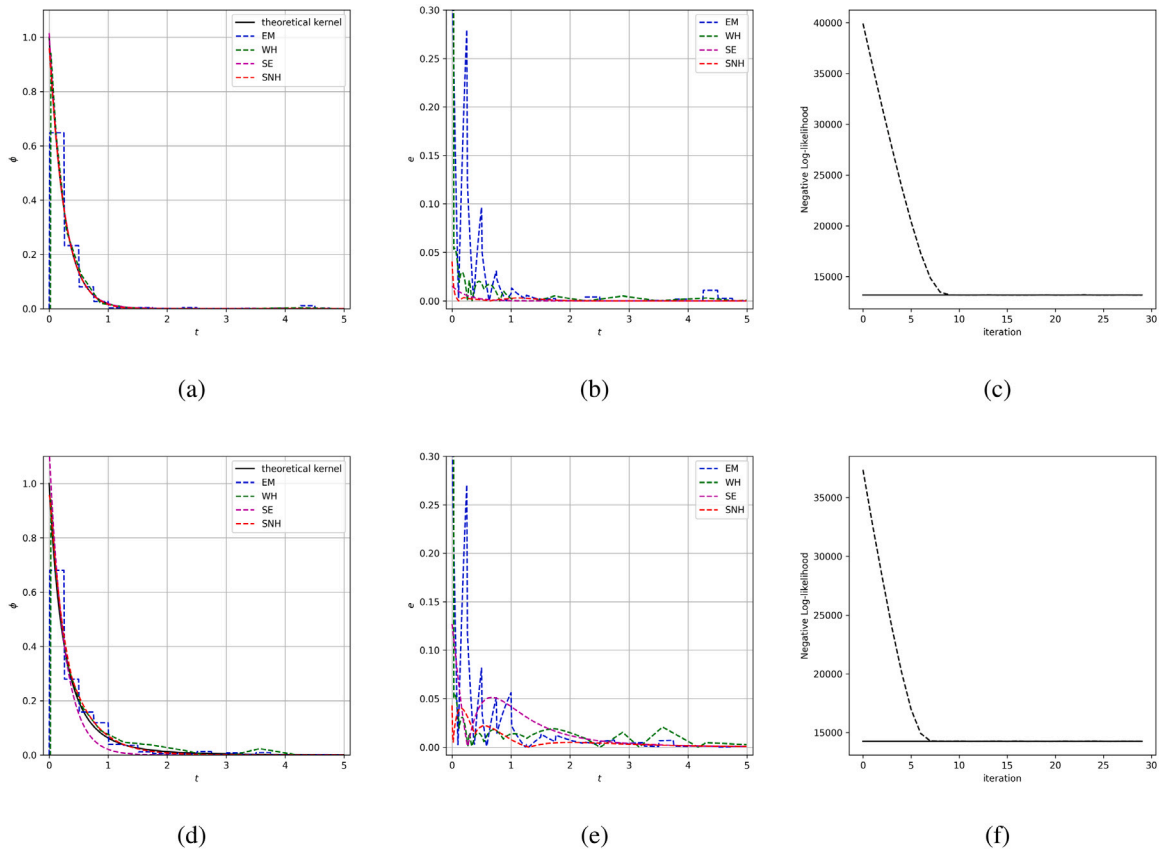 1.0
0.8
0.6
0.4
0.2
0.0
ϕ
0 1 2 3 4 5
t
theoretical kernel
EM
WH
SE
SNH
(a)
0.30
0.25
0.20
0.15
0.10
0.05
0.00
e
0 1 2 3 4 5
t
EM
WH
SE
SNH
(b)
40000
35000
30000
25000
20000
15000
Negative Log-likelihood
0 5 10 15 20 25 30
iteration
(c)
1.0
0.8
0.6
0.4
0.2
0.0
ϕ
0 1 2 3 4 5
t
theoretical kernel
EM
WH
SE
SNH
(d)
0.30
0.25
0.20
0.15
0.10
0.05
0.00
e
0 1 2 3 4 5
t
EM
WH
SE
SNH
(e)
35000
30000
25000
20000
15000
Negative Log-likelihood
0 5 10 15 20 25 30
iteration
(f)